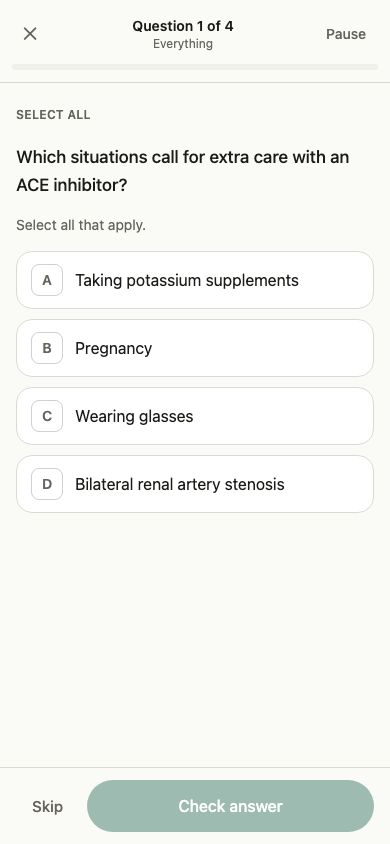 Question 1 of 4
Everything
Pause
SELECT ALL
Which situations call for extra care with an
ACE inhibitor?
Select all that apply.
A Taking potassium supplements
B Pregnancy
C Wearing glasses
D Bilateral renal artery stenosis
Skip
Check answer